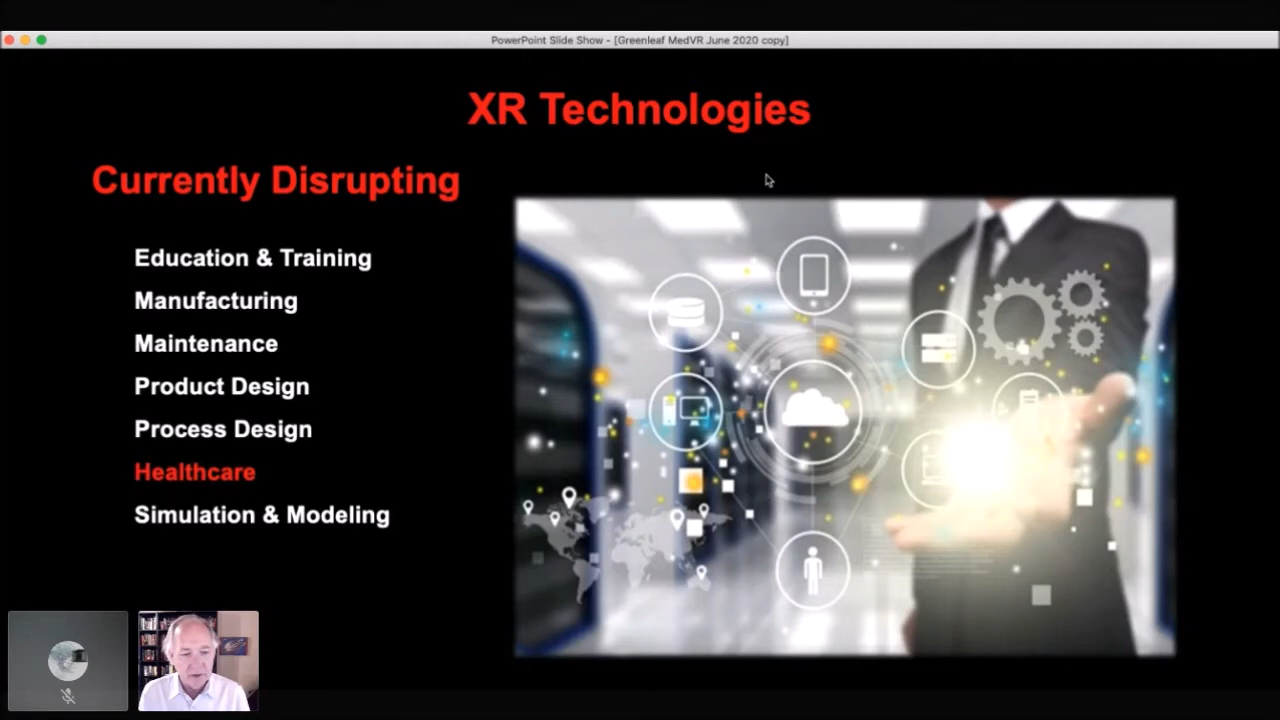 PowerPoint Slide Show - [Greenleaf MedVR June 2020 copy]
XR Technologies
Currently Disrupting
Education & Training
Manufacturing
Maintenance
Product Design
Process Design
Healthcare
Simulation & Modeling